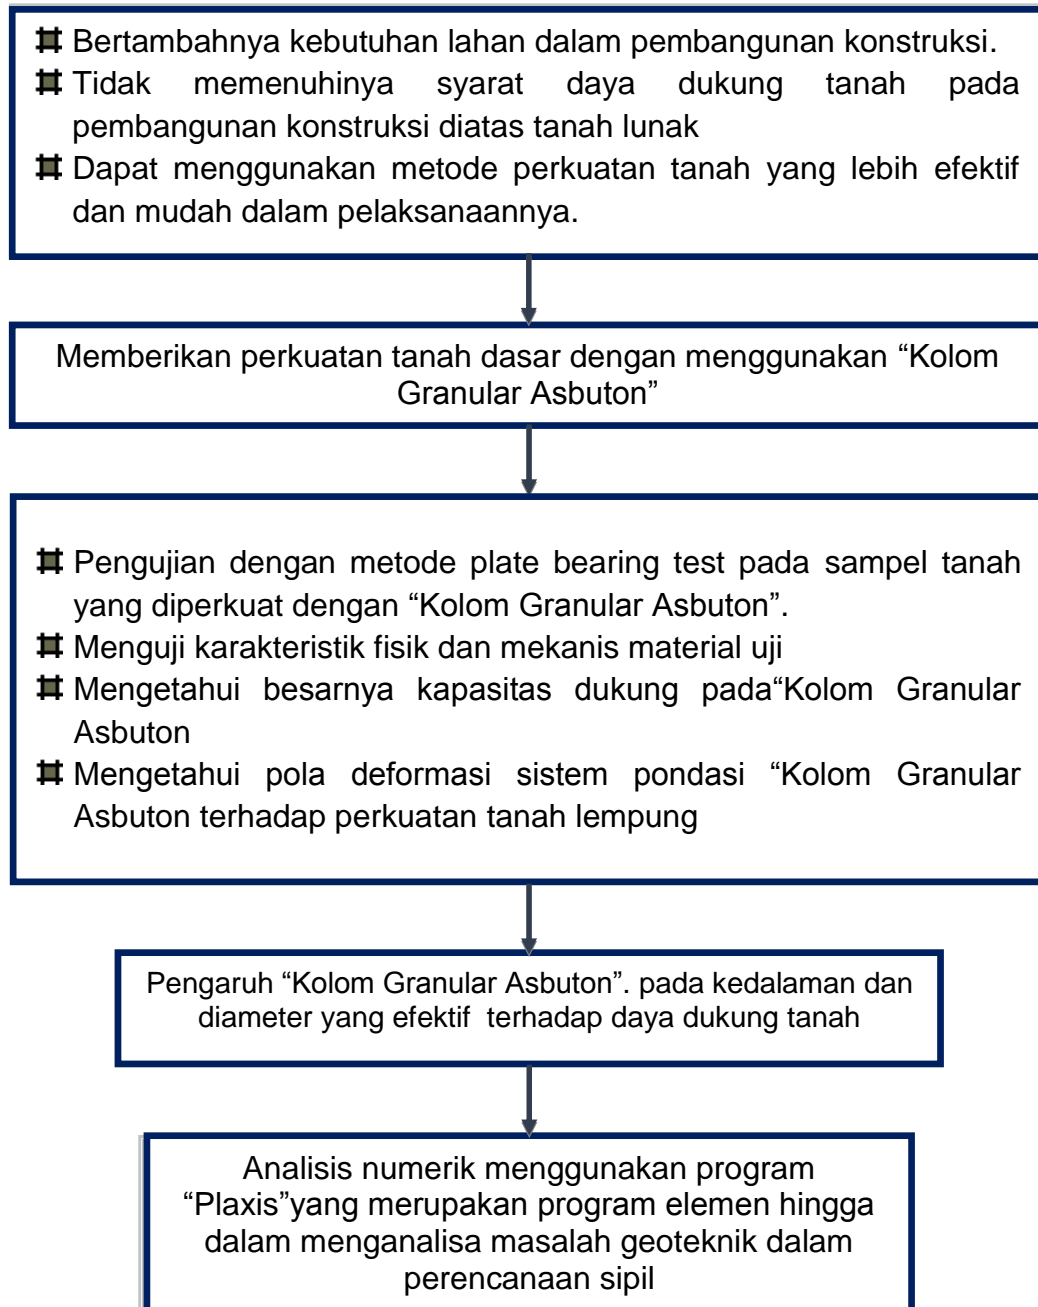 Bertambahnya kebutuhan lahan dalam pembangunan konstruksi.
Tidak memenuhinya syarat daya dukung tanah pada
pembangunan konstruksi diatas tanah lunak
Dapat menggunakan metode perkuatan tanah yang lebih efektif
dan mudah dalam pelaksanaannya.
Memberikan perkuatan tanah dasar dengan menggunakan “Kolom
Granular Asbuton”
Pengujian dengan metode plate bearing test pada sampel tanah
yang diperkuat dengan “Kolom Granular Asbuton”.
Menguji karakteristik fisik dan mekanis material uji
Mengetahui besarnya kapasitas dukung pada“Kolom Granular
Asbuton
Mengetahui pola deformasi sistem pondasi “Kolom Granular
Asbuton terhadap perkuatan tanah lempung
Pengaruh “Kolom Granular Asbuton”. pada kedalaman dan
diameter yang efektif terhadap daya dukung tanah
Analisis numerik menggunakan program
“Plaxis”yang merupakan program elemen hingga
dalam menganalisa masalah geoteknik dalam
perencanaan sipil